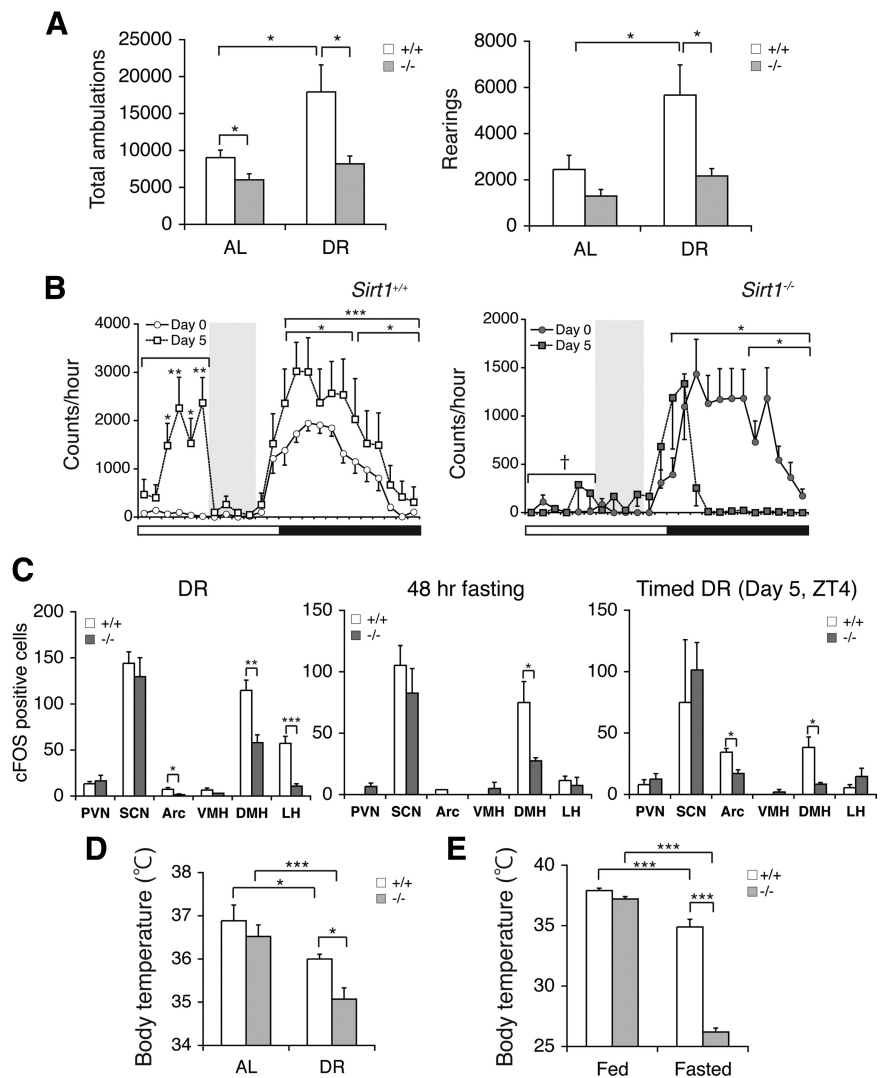 A
Total ambulations
25000
20000
15000
10000
5000
0
*
*
*
+/+
-/-
AL DR
Rearings
8000
6000
4000
2000
0
*
*
+/+
-/-
AL DR
B
Sirt1+/+
Counts/hour
4000
3000
2000
1000
0
Day 0
Day 5
***
* *
* ** * **
Sirt1-/-
Counts/hour
2000
1500
1000
500
0
Day 0
Day 5
*
*
†
C
DR
cFOS positive cells
200
150
100
50
0
+/+
-/-
* ** ***
PVN SCN Arc VMH DMH LH
48 hr fasting
150
100
50
0
+/+
-/-
*
PVN SCN Arc VMH DMH LH
Timed DR (Day 5, ZT4)
150
100
50
0
+/+
-/-
* *
PVN SCN Arc VMH DMH LH
D
Body temperature (℃)
38
37
36
35
34
***
*
*
+/+
-/-
AL DR
E
Body temperature (℃)
40
35
30
25
***
***
***
+/+
-/-
Fed Fasted